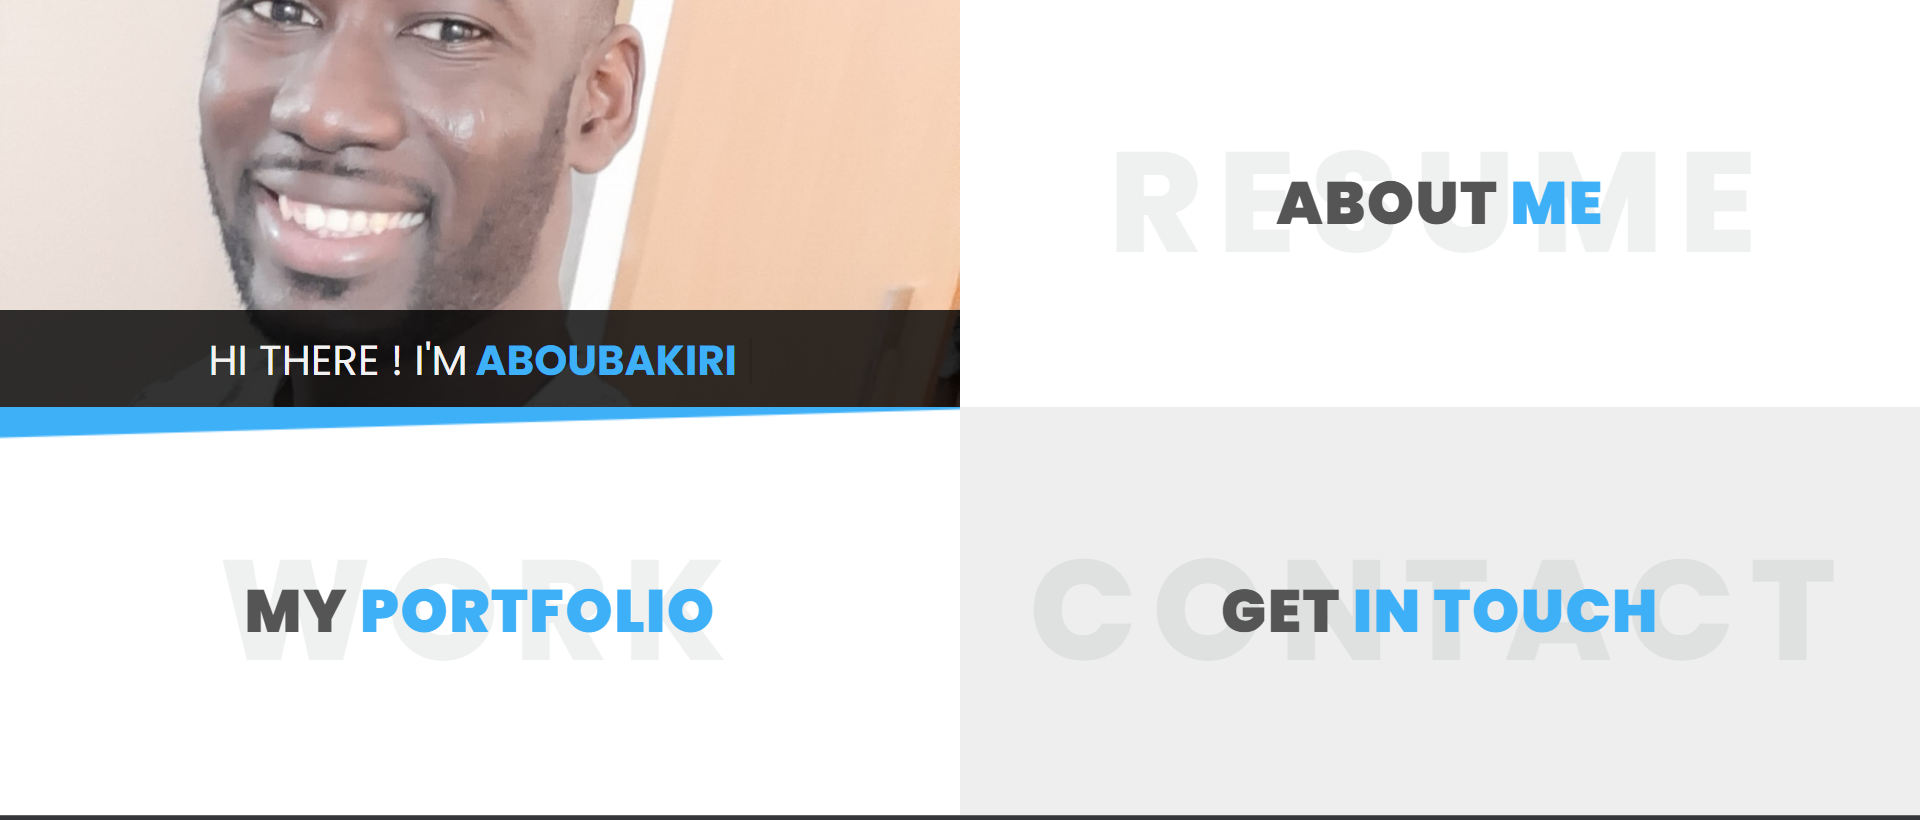 HI THERE ! I'M ABOUBAKIRI
RESUME
ABOUT ME
WORK
MY PORTFOLIO
CONTACT
GET IN TOUCH